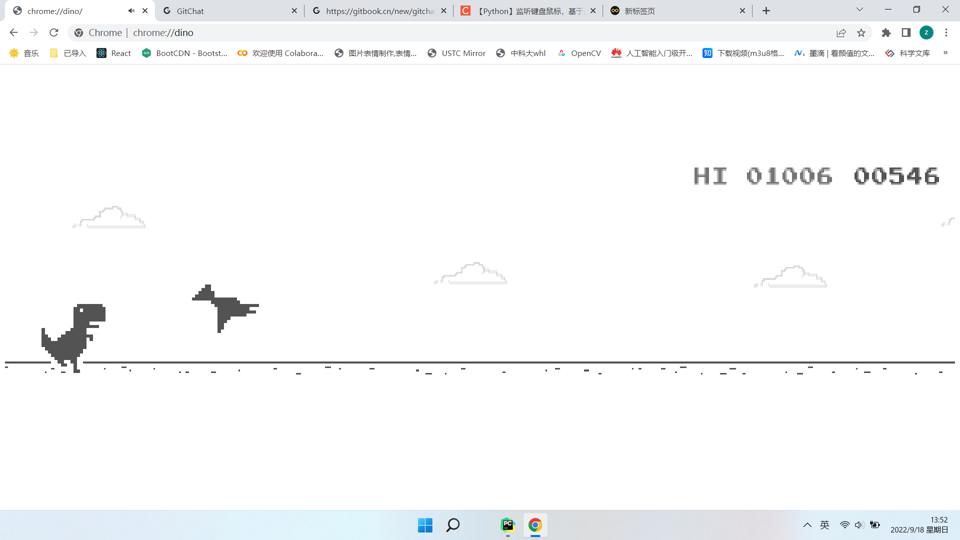 chrome://dino/
GitChat
https://gitbook.cn/new/gitcha
【Python】监听键盘鼠标，基于
新标签页
Chrome | chrome://dino
z
音乐
已导入
React
BootCDN - Bootst...
欢迎使用 Colabora...
图片表情制作,表情...
USTC Mirror
中科大whl
OpenCV
人工智能入门级开...
知
下载视频(m3u8格...
墨滴 | 看颜值的文...
科学文库
»
HI 01006 00546
PC
英
13:52
2022/9/18 星期日